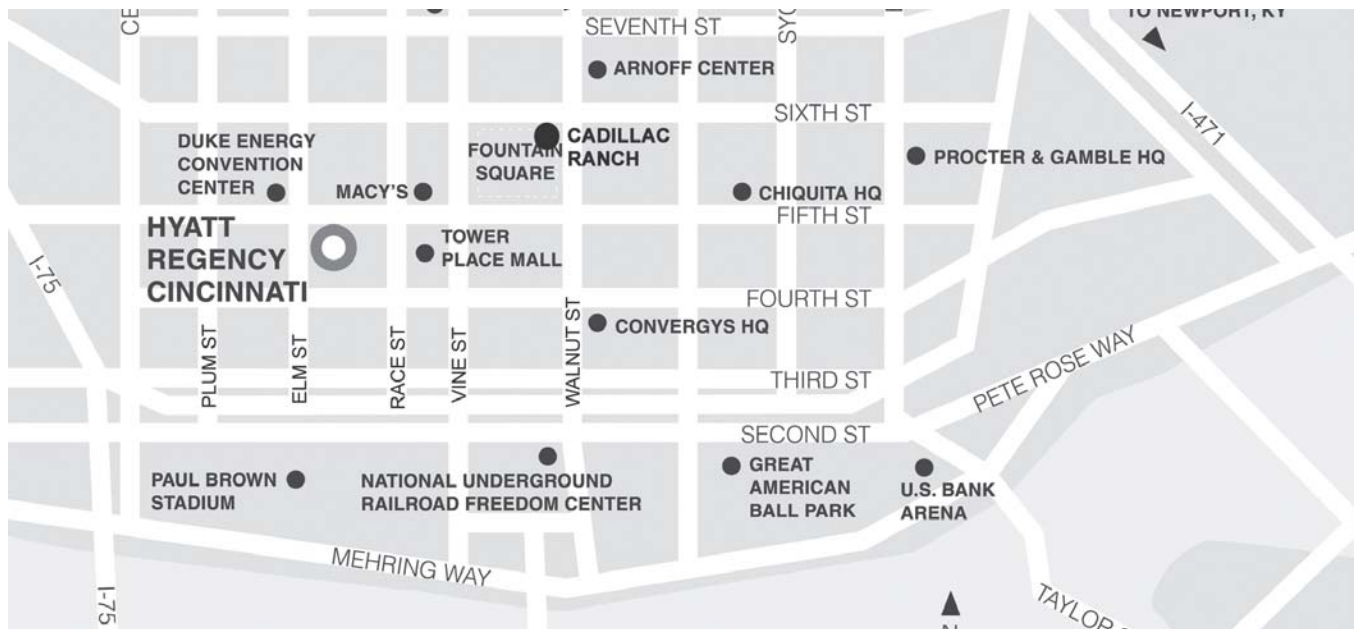 TO NEWPORT, KY
SEVENTH ST
ARNOFF CENTER
SIXTH ST
I-471
DUKE ENERGY
CONVENTION
CENTER
FOUNTAIN
SQUARE
CADILLAC
RANCH
PROCTER & GAMBLE HQ
MACY'S
CHIQUITA HQ
FIFTH ST
HYATT
REGENCY
CINCINNATI
TOWER
PLACE MALL
I-75
FOURTH ST
CONVERGYS HQ
PLUM ST
ELM ST
RACE ST
VINE ST
WALNUT ST
THIRD ST
PETE ROSE WAY
SECOND ST
PAUL BROWN
STADIUM
NATIONAL UNDERGROUND
RAILROAD FREEDOM CENTER
GREAT
AMERICAN
BALL PARK
U.S. BANK
ARENA
MEHRING WAY
I-75
TAYLOR